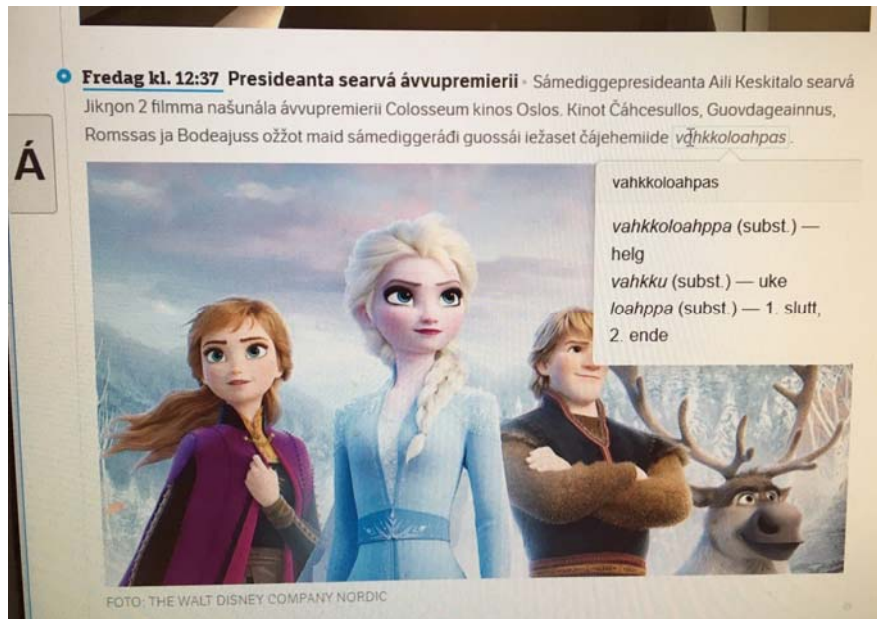 Fredag kl. 12:37 Presideanta searvá ávvupremierii - Sámediggepresideanta Aili Keskitalo searvá
Jikŋon 2 filmma našunála ávvupremierii Colosseum kinos Oslos. Kinot Čáhcesullos, Guovdageainnus,
Romssas ja Bodeajuss ožžot maid sámediggeráđi guossái iežaset čájehemiide vahkkoloahpas.
Á
vahkkoloahpas
vahkkoloahppa (subst.) — 
helg
vahkku (subst.) — uke
loahppa (subst.) — 1. slutt,
2. ende
FOTO: THE WALT DISNEY COMPANY NORDIC